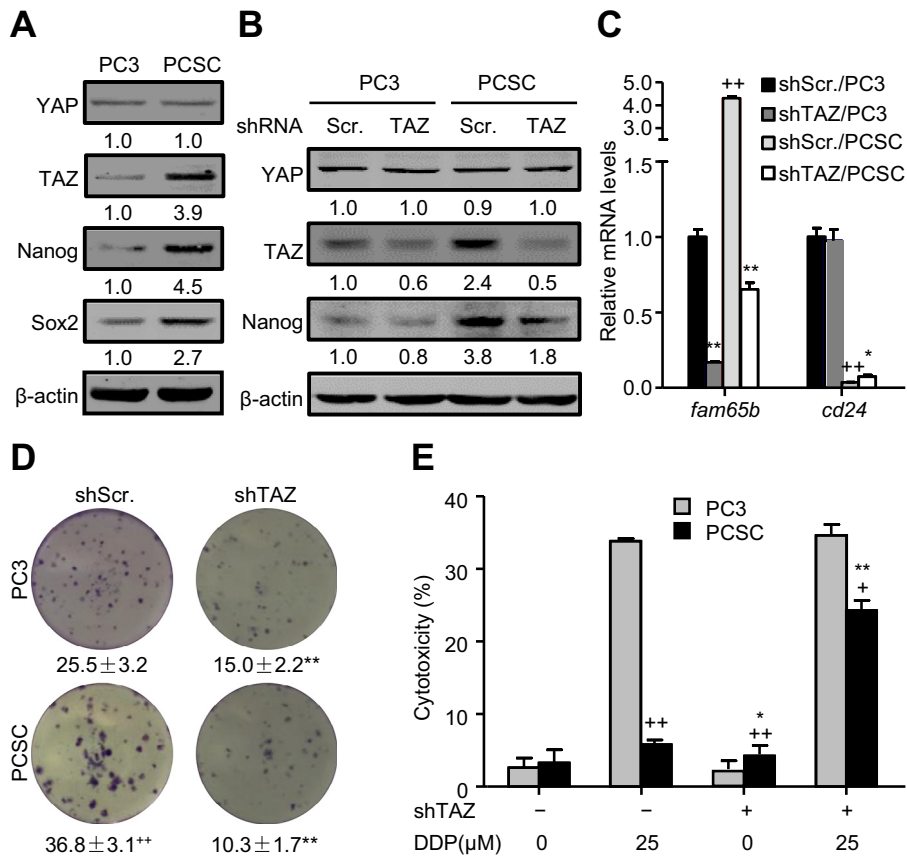 A
PC3 PCSC
YAP
1.0 1.0
TAZ
1.0 3.9
Nanog
1.0 4.5
Sox2
1.0 2.7
β-actin
B
PC3 PCSC
shRNA Scr. TAZ Scr. TAZ
YAP
1.0 1.0 0.9 1.0
TAZ
1.0 0.6 2.4 0.5
Nanog
1.0 0.8 3.8 1.8
β-actin
C
Relative mRNA levels
5.0
4.0
3.0
1.5
1.0
0.5
0.0
++
**
**
++
*
shScr./PC3
shTAZ/PC3
shScr./PCSC
shTAZ/PCSC
fam65b cd24
D
shScr. shTAZ
PC3
25.5±3.2 15.0±2.2**
PCSC
36.8±3.1++ 10.3±1.7**
E
Cytotoxicity (%)
40
30
20
10
0
PC3
PCSC
++
*
++
**
+
shTAZ – – + +
DDP(μM) 0 25 0 25